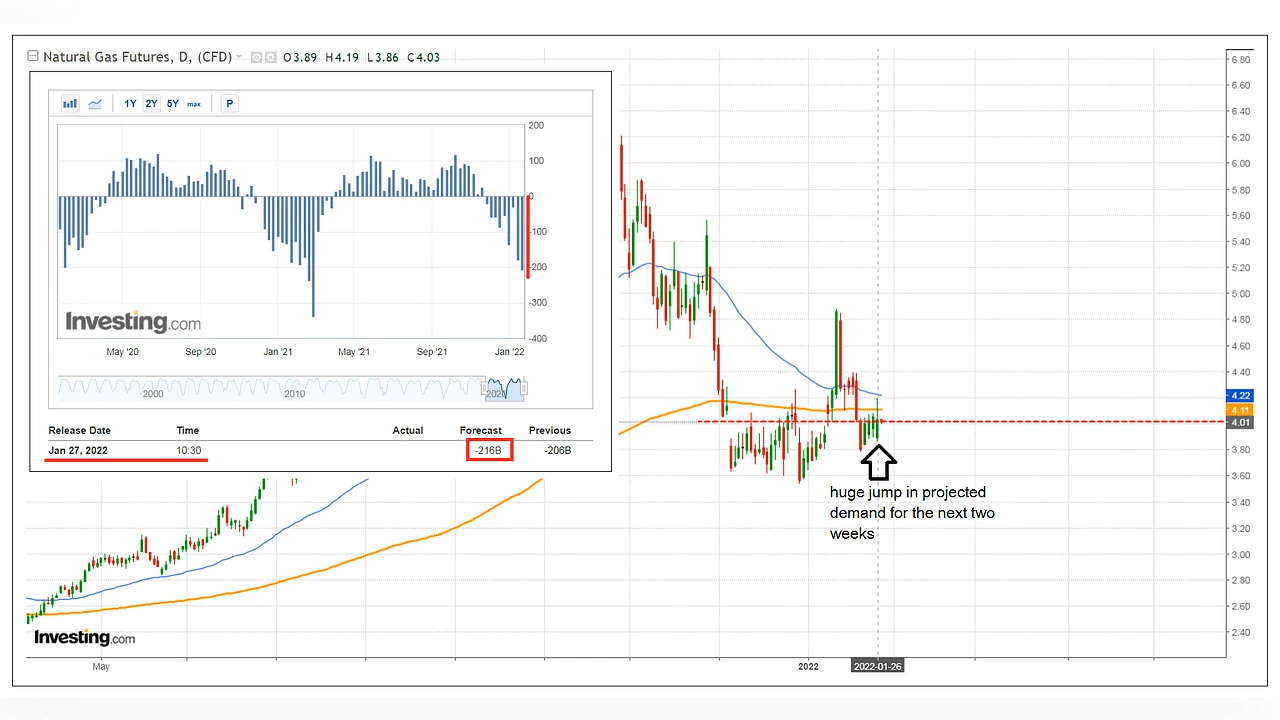 Natural Gas Futures, D, (CFD) O3.89 H4.19 L3.86 C4.03
1Y 2Y 5Y max P
200
100
0
-100
-200
-300
-400
Investing.com
May '20 Sep '20 Jan '21 May '21 Sep '21 Jan '22
2000 2010 2020
Release Date Time Actual Forecast Previous
Jan 27, 2022 10:30 -216B -206B
6.80
6.60
6.40
6.20
6.00
5.80
5.60
5.40
5.20
5.00
4.80
4.60
4.40
4.22
4.11
4.01
3.80
3.60
3.40
3.20
3.00
2.80
2.60
2.40
huge jump in projected
demand for the next two
weeks
Investing.com
May 2022 2022-01-26